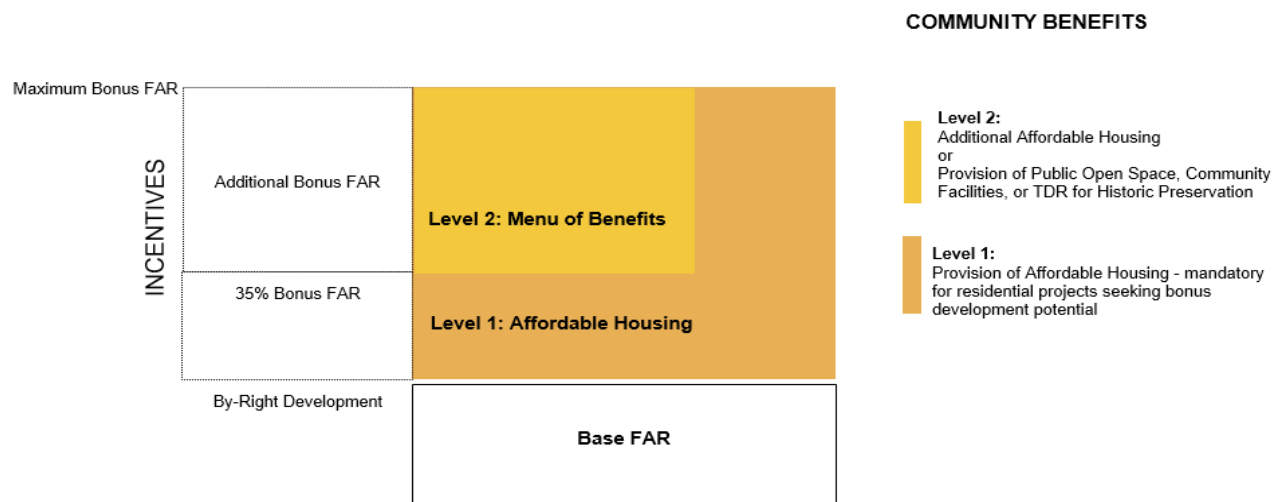 COMMUNITY BENEFITS
Maximum Bonus FAR
INCENTIVES
Additional Bonus FAR
Level 2: Menu of Benefits
35% Bonus FAR
Level 1: Affordable Housing
By-Right Development
Base FAR
Level 2:
Additional Affordable Housing
or
Provision of Public Open Space, Community
Facilities, or TDR for Historic Preservation
Level 1:
Provision of Affordable Housing - mandatory
for residential projects seeking bonus
development potential